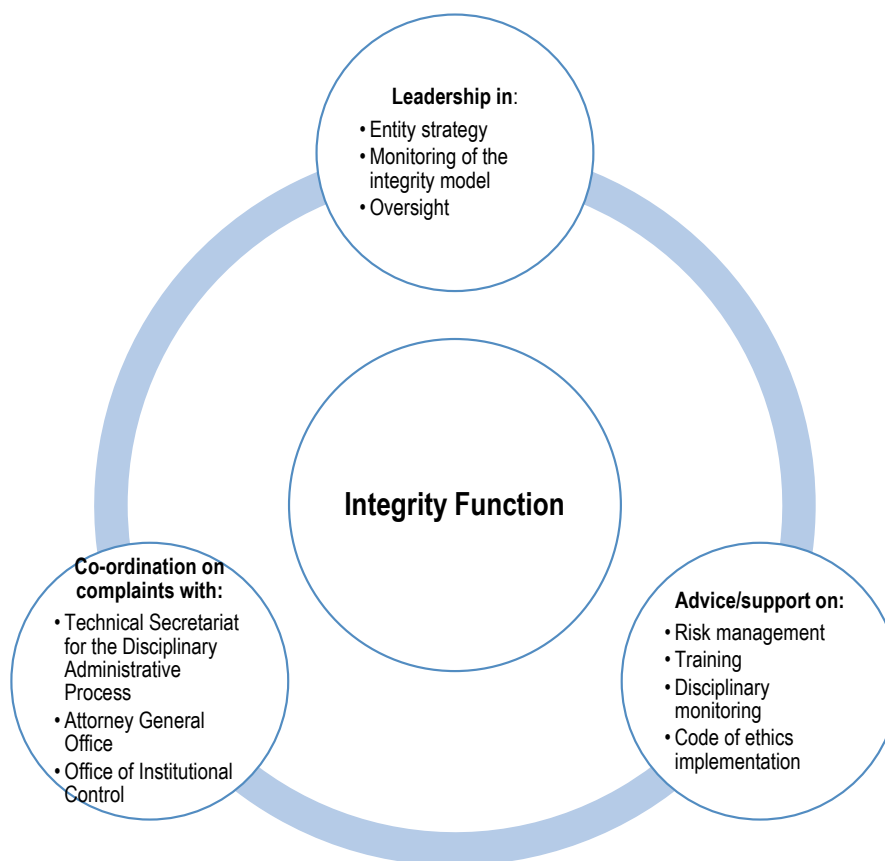 Leadership in:
• Entity strategy
• Monitoring of the
integrity model
• Oversight
Integrity Function
Co-ordination on
complaints with:
• Technical Secretariat
for the Disciplinary
Administrative
Process
• Attorney General
Office
• Office of Institutional
Control
Advice/support on:
• Risk management
• Training
• Disciplinary
monitoring
• Code of ethics
implementation